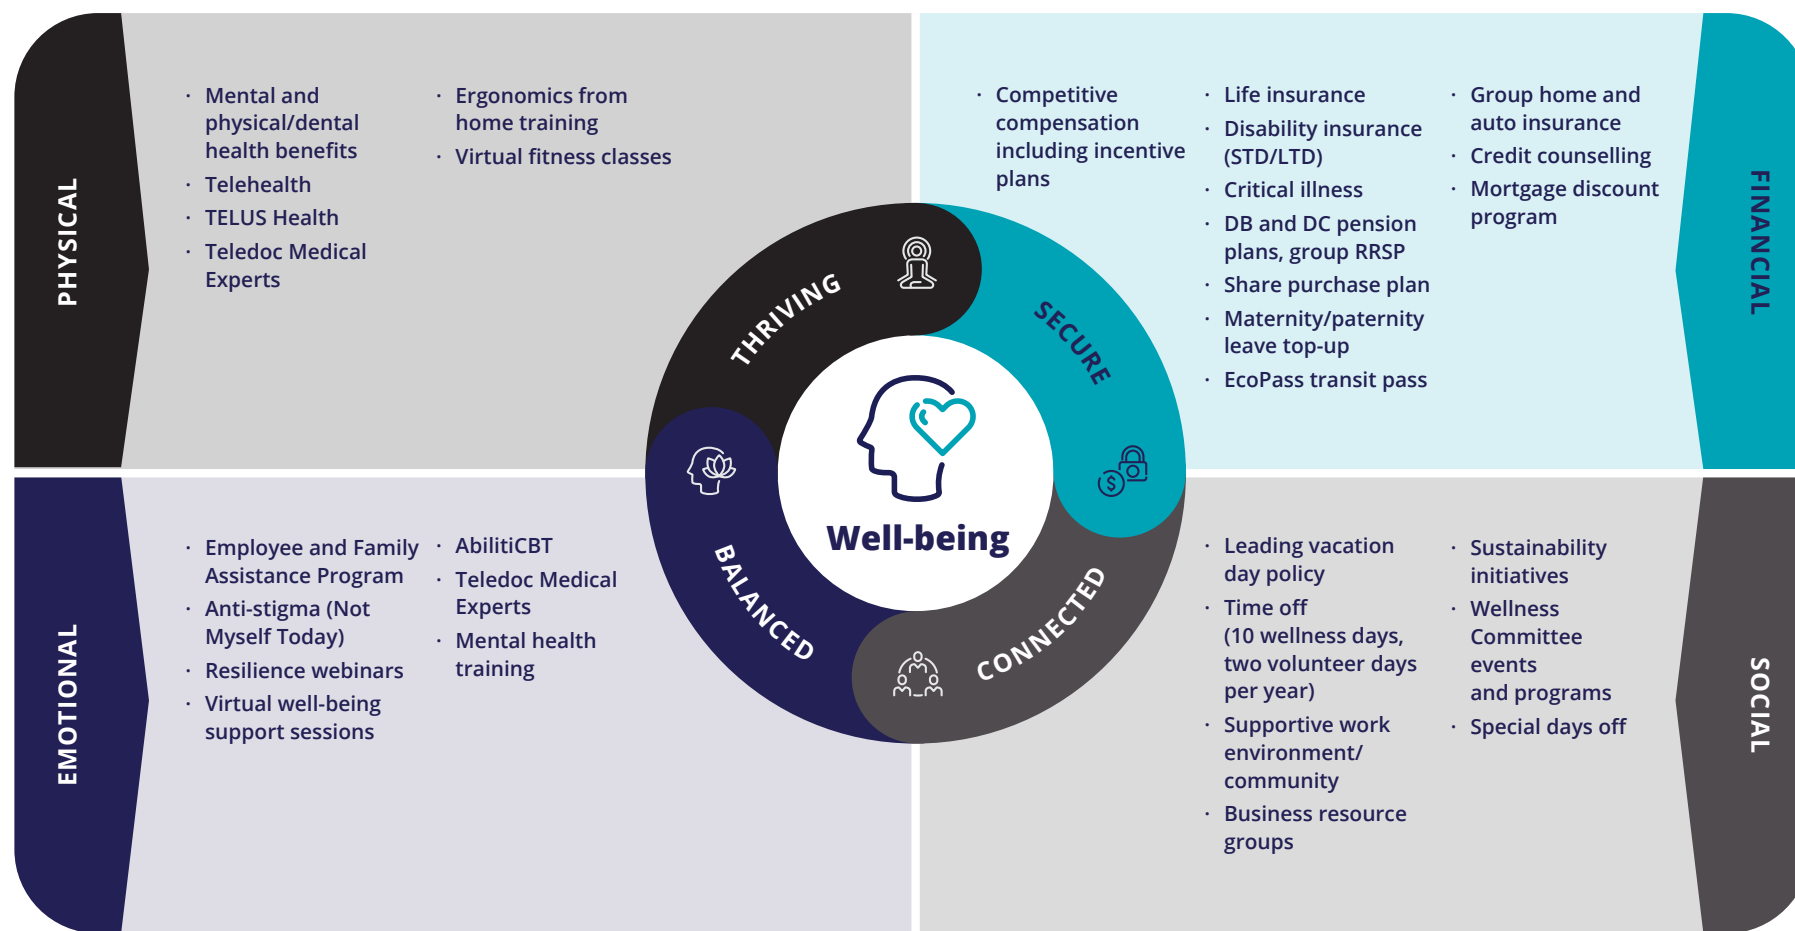 PHYSICAL
· Mental and
physical/dental
health benefits
· Telehealth
· TELUS Health
· Teledoc Medical
Experts
· Ergonomics from
home training
· Virtual fitness classes
· Competitive
compensation
including incentive
plans
· Life insurance
· Disability insurance
(STD/LTD)
· Critical illness
· DB and DC pension
plans, group RRSP
· Share purchase plan
· Maternity/paternity
leave top-up
· EcoPass transit pass
· Group home and
auto insurance
· Credit counselling
· Mortgage discount
program
FINANCIAL
THRIVING
SECURE
$
Well-being
BALANCED
CONNECTED
EMOTIONAL
· Employee and Family
Assistance Program
· Anti-stigma (Not
Myself Today)
· Resilience webinars
· Virtual well-being
support sessions
· AbilitiCBT
· Teledoc Medical
Experts
· Mental health
training
· Leading vacation
day policy
· Time off
(10 wellness days,
two volunteer days
per year)
· Supportive work
environment/
community
· Business resource
groups
· Sustainability
initiatives
· Wellness
Committee
events
and programs
· Special days off
SOCIAL